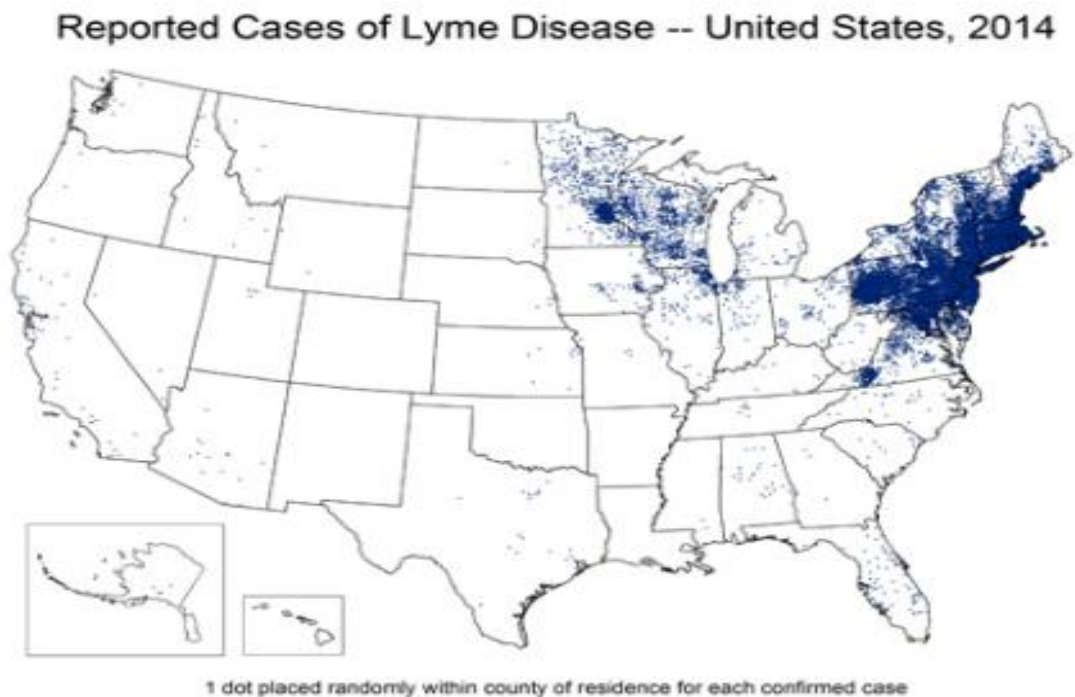 Reported Cases of Lyme Disease -- United States, 2014
1 dot placed randomly within county of residence for each confirmed case